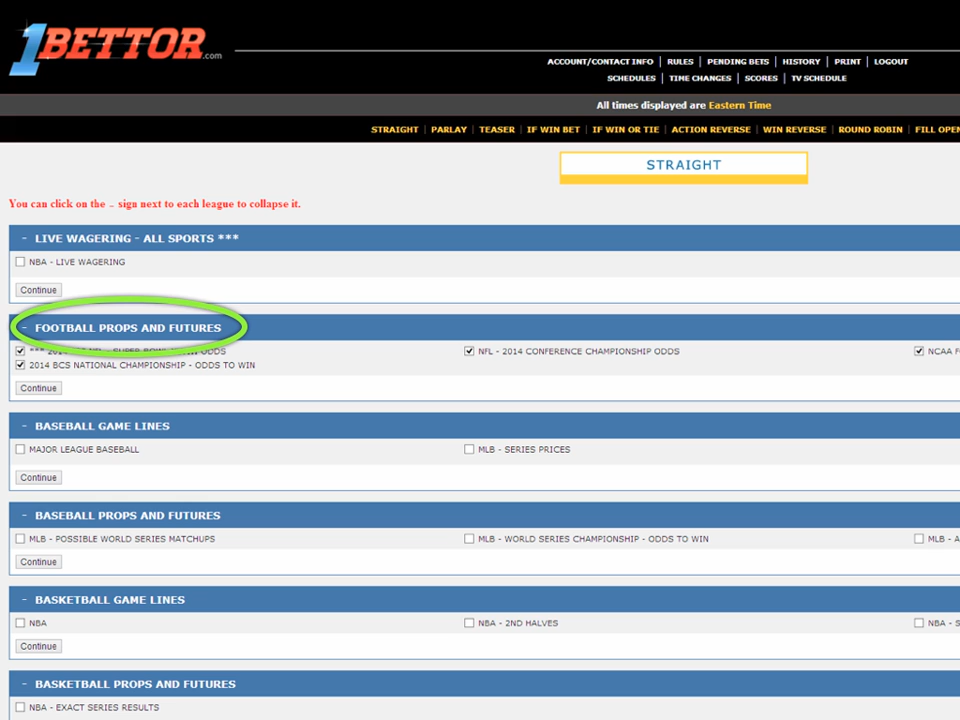 1BETTOR.com
ACCOUNT/CONTACT INFO | RULES | PENDING BETS | HISTORY | PRINT | LOGOUT
SCHEDULES | TIME CHANGES | SCORES | TV SCHEDULE
All times displayed are Eastern Time
STRAIGHT | PARLAY | TEASER | IF WIN BET | IF WIN OR TIE | ACTION REVERSE | WIN REVERSE | ROUND ROBIN | FILL OPEN
STRAIGHT
You can click on the - sign next to each league to collapse it.
- LIVE WAGERING - ALL SPORTS ***
NBA - LIVE WAGERING
Continue
- FOOTBALL PROPS AND FUTURES
*** 2014 ODDS NFL - 2014 CONFERENCE CHAMPIONSHIP ODDS NCAA
2014 BCS NATIONAL CHAMPIONSHIP - ODDS TO WIN
Continue
- BASEBALL GAME LINES
MAJOR LEAGUE BASEBALL MLB - SERIES PRICES
Continue
- BASEBALL PROPS AND FUTURES
MLB - POSSIBLE WORLD SERIES MATCHUPS MLB - WORLD SERIES CHAMPIONSHIP - ODDS TO WIN MLB - A
Continue
- BASKETBALL GAME LINES
NBA NBA - 2ND HALVES NBA - S
Continue
- BASKETBALL PROPS AND FUTURES
NBA - EXACT SERIES RESULTS